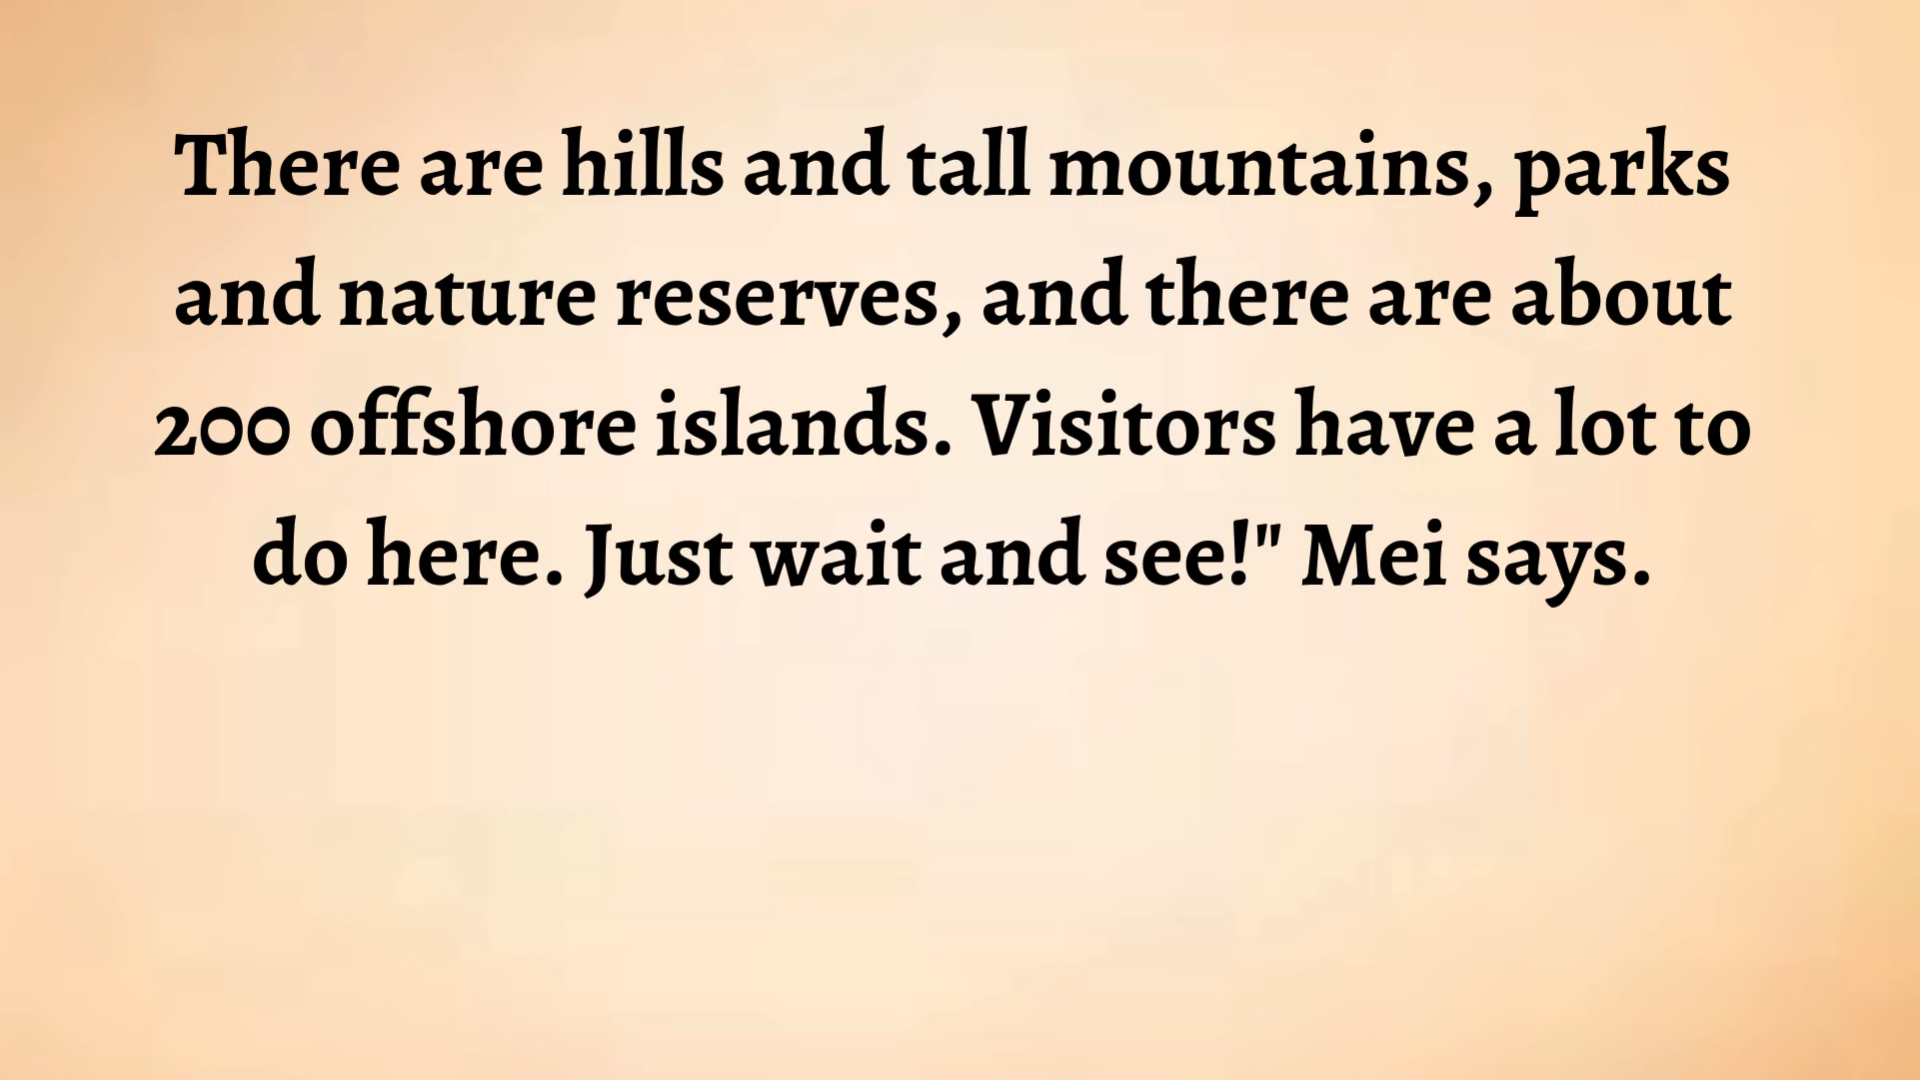 There are hills and tall mountains, parks
and nature reserves, and there are about
200 offshore islands. Visitors have a lot to
do here. Just wait and see!" Mei says.